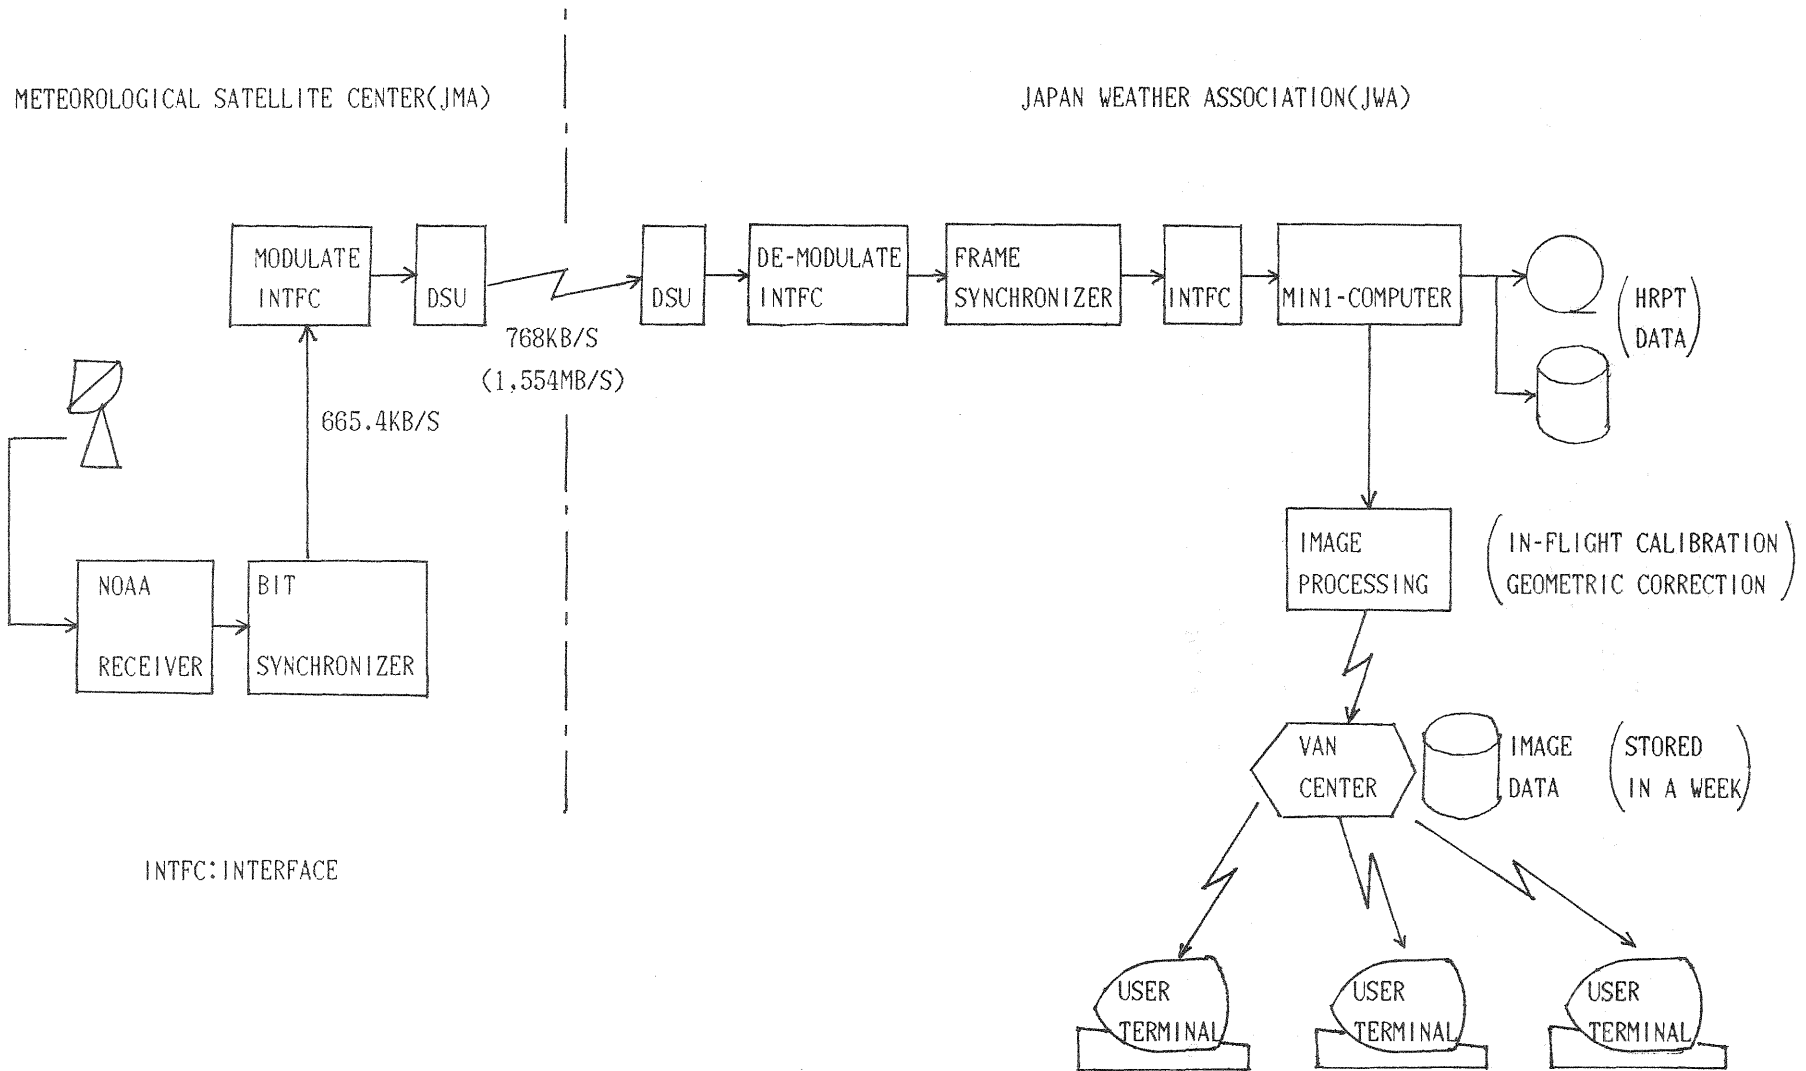 METEOROLOGICAL SATELLITE CENTER(JMA)
JAPAN WEATHER ASSOCIATION(JWA)
MODULATE
INTFC
DSU
DSU
DE-MODULATE
INTFC
FRAME
SYNCHRONIZER
INTFC
MIN1-COMPUTER
(HRPT
DATA)
768KB/S
(1,554MB/S)
665.4KB/S
NOAA
RECEIVER
BIT
SYNCHRONIZER
IMAGE
PROCESSING
(IN-FLIGHT CALIBRATION
GEOMETRIC CORRECTION)
VAN
CENTER
IMAGE
DATA
(STORED
IN A WEEK)
INTFC:INTERFACE
USER
TERMINAL
USER
TERMINAL
USER
TERMINAL